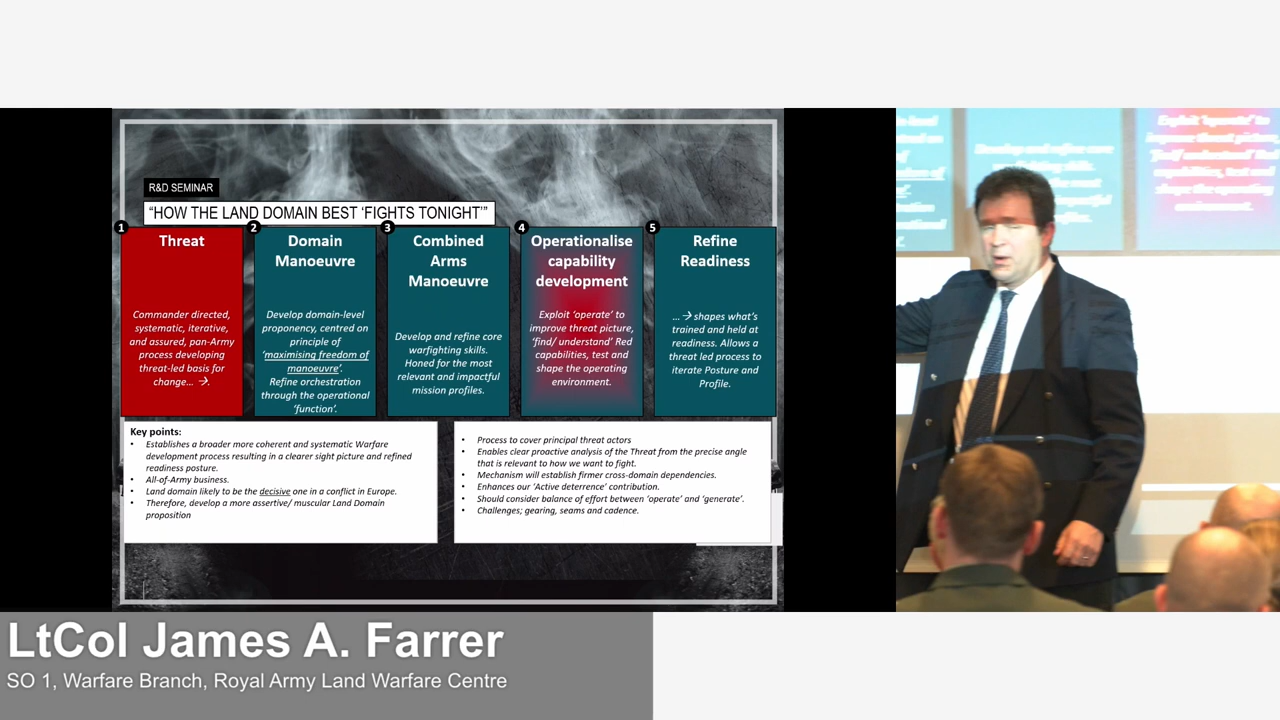 R&D SEMINAR
“HOW THE LAND DOMAIN BEST ‘FIGHTS TONIGHT’”
1
Threat
Commander directed,
systematic, iterative,
and assured, pan-Army
process developing
threat-led basis for
change… →.
2
Domain
Manoeuvre
Develop domain-level
proponency, centred on
principle of
‘maximising freedom of
manoeuvre’.
Refine orchestration
through the operational
‘function’.
3
Combined
Arms
Manoeuvre
Develop and refine core
warfighting skills.
Honed for the most
relevant and impactful
mission profiles.
4
Operationalise
capability
development
Exploit ‘operate’ to
improve threat picture,
‘find/ understand’ Red
capabilities, test and
shape the operating
environment.
5
Refine
Readiness
…→ shapes what’s
trained and held at
readiness. Allows a
threat led process to
iterate Posture and
Profile.
Key points:
• Establishes a broader more coherent and systematic Warfare
development process resulting in a clearer sight picture and refined
readiness posture.
• All-of-Army business.
• Land domain likely to be the decisive one in a conflict in Europe.
• Therefore, develop a more assertive/ muscular Land Domain
proposition
• Process to cover principal threat actors
• Enables clear proactive analysis of the Threat from the precise angle
that is relevant to how we want to fight.
• Mechanism will establish firmer cross-domain dependencies.
• Enhances our ‘Active deterrence’ contribution.
• Should consider balance of effort between ‘operate’ and ‘generate’.
• Challenges; gearing, seams and cadence.
LtCol James A. Farrer
SO 1, Warfare Branch, Royal Army Land Warfare Centre